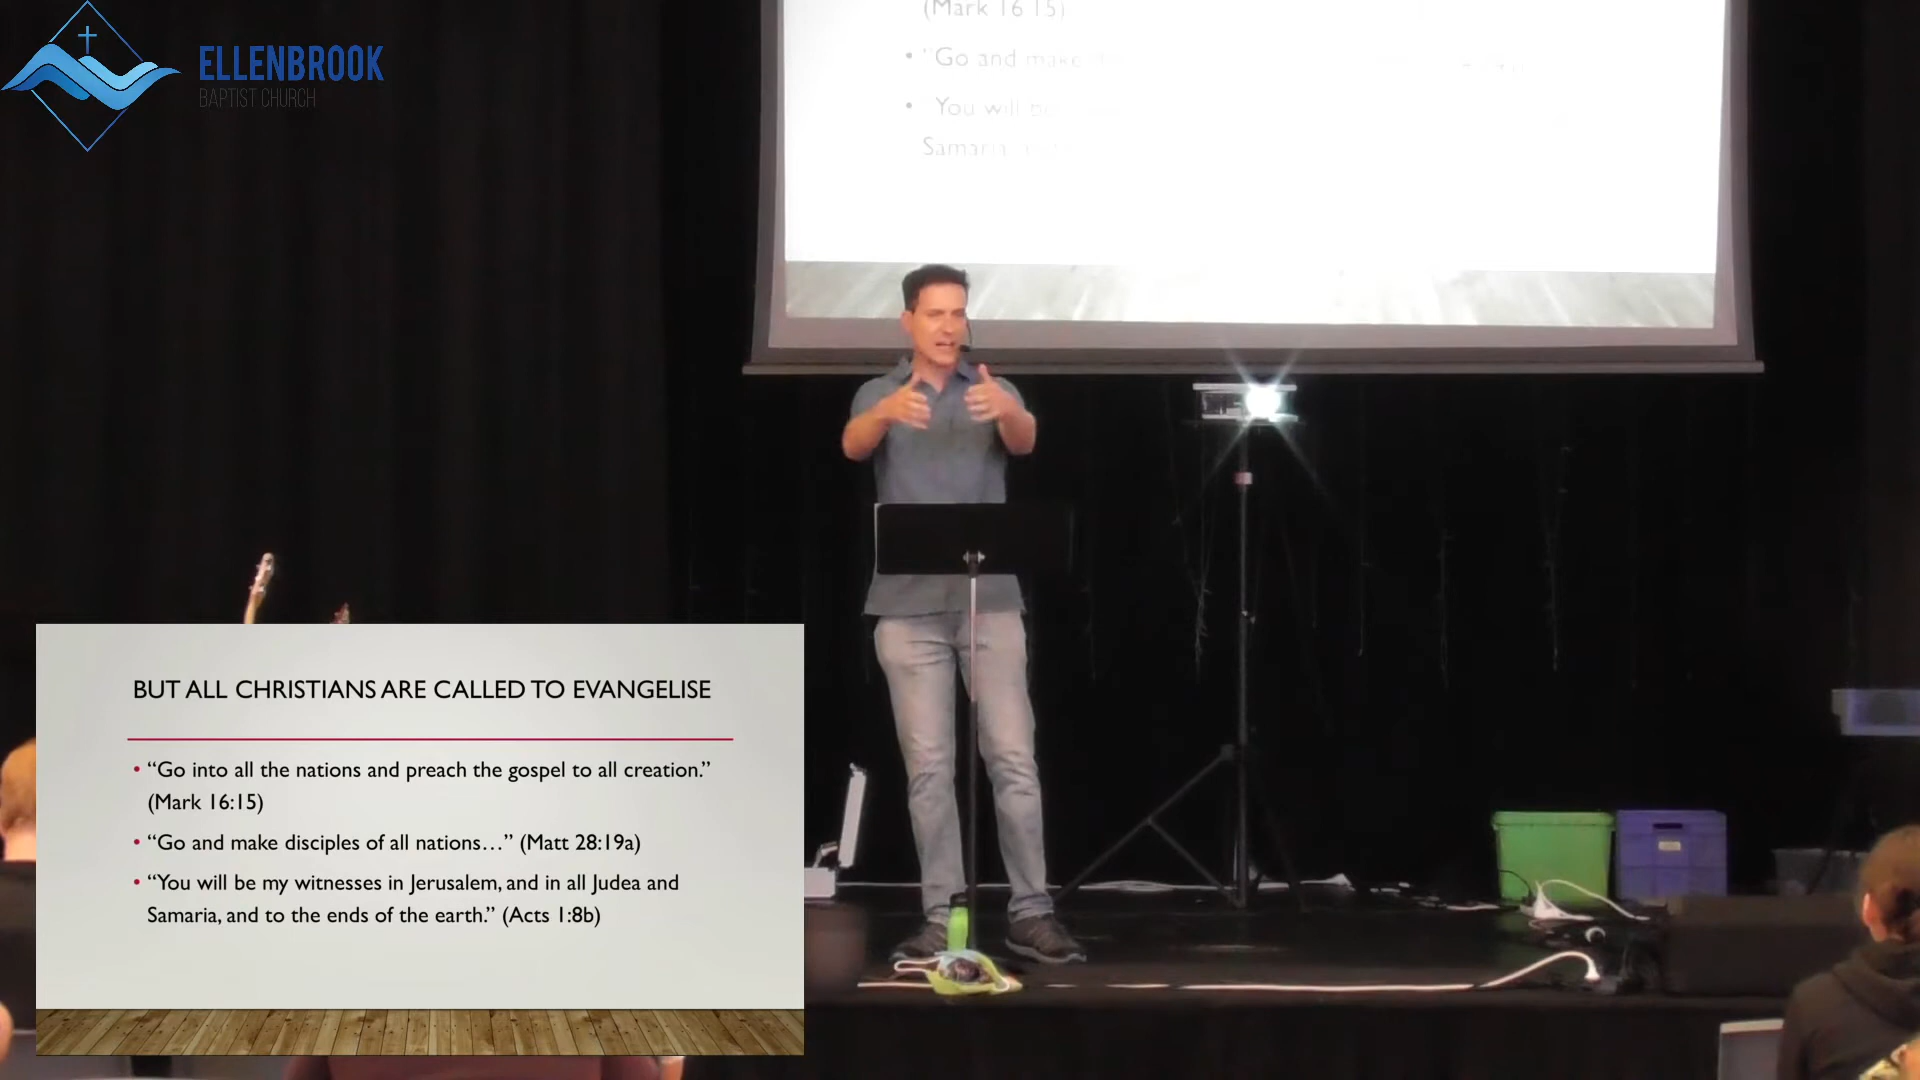 ELLENBROOK
BAPTIST CHURCH
(Mark 16 15)
• "Go and make
• You will be
Samaria
BUT ALL CHRISTIANS ARE CALLED TO EVANGELISE
• “Go into all the nations and preach the gospel to all creation.”
(Mark 16:15)
• “Go and make disciples of all nations…” (Matt 28:19a)
• “You will be my witnesses in Jerusalem, and in all Judea and
Samaria, and to the ends of the earth.” (Acts 1:8b)